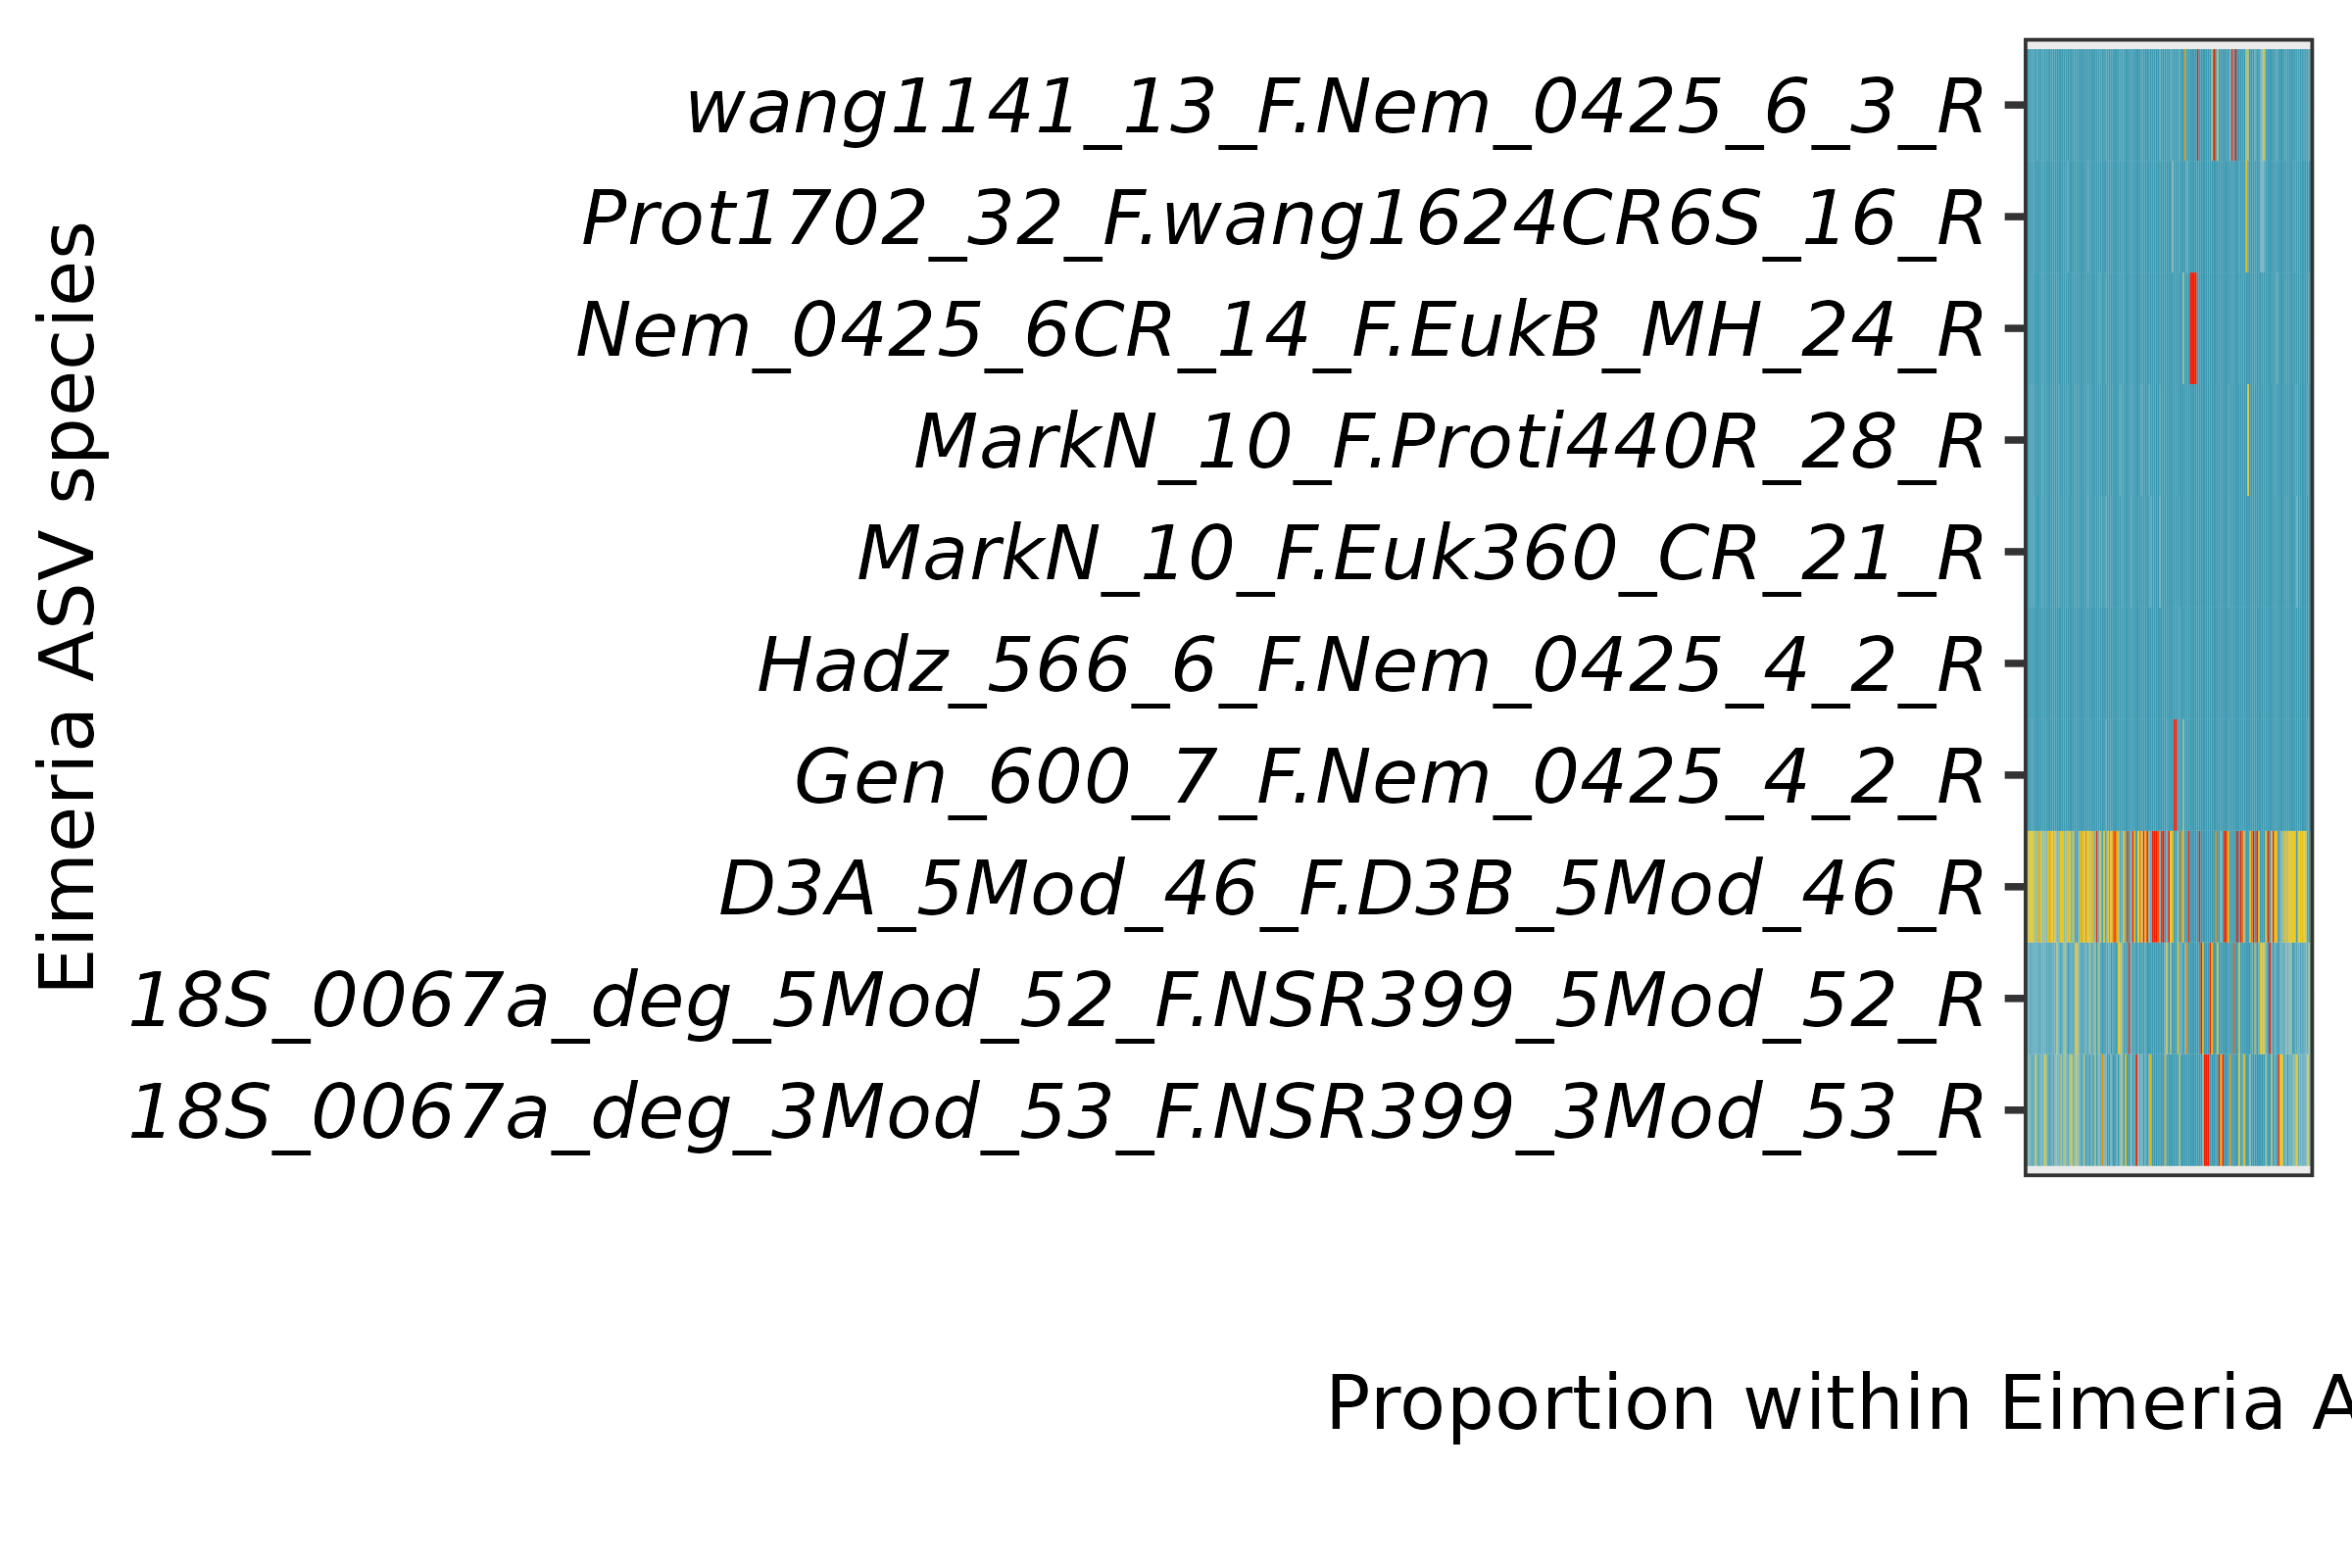 Eimeria ASV species
wang1141_13_F.Nem_0425_6_3_R
Prot1702_32_F.wang1624CR6S_16_R
Nem_0425_6CR_14_F.EukB_MH_24_R
MarkN_10_F.Proti440R_28_R
MarkN_10_F.Euk360_CR_21_R
Hadz_566_6_F.Nem_0425_4_2_R
Gen_600_7_F.Nem_0425_4_2_R
D3A_5Mod_46_F.D3B_5Mod_46_R
18S_0067a_deg_5Mod_52_F.NSR399_5Mod_52_R
18S_0067a_deg_3Mod_53_F.NSR399_3Mod_53_R
Proportion within Eimeria A